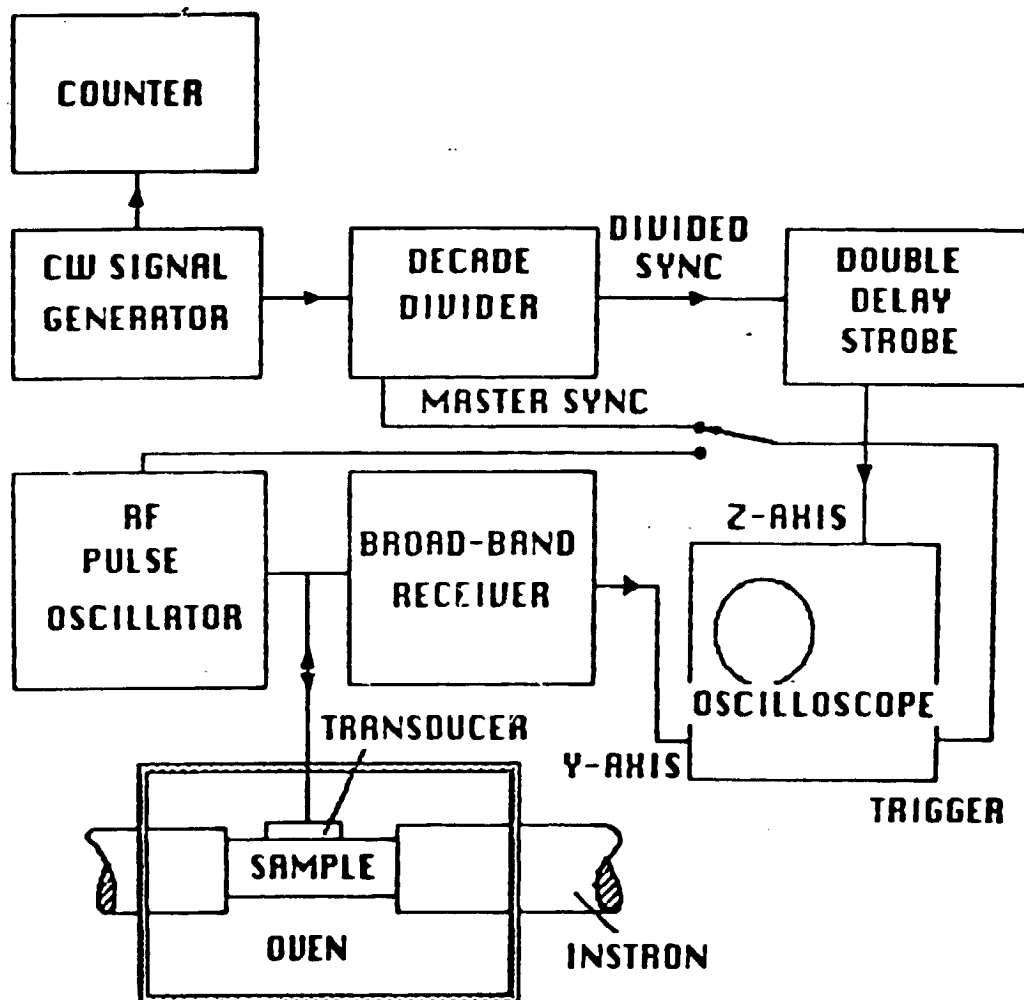 COUNTER
CW SIGNAL
GENERATOR
DECADE
DIVIDER
DIVIDED
SYNC
DOUBLE
DELAY
STROBE
MASTER SYNC
RF
PULSE
OSCILLATOR
BROAD-BAND
RECEIVER
Z-AXIS
OSCILLOSCOPE
TRANSDUCER
Y-AXIS
TRIGGER
SAMPLE
OVEN
INSTRON